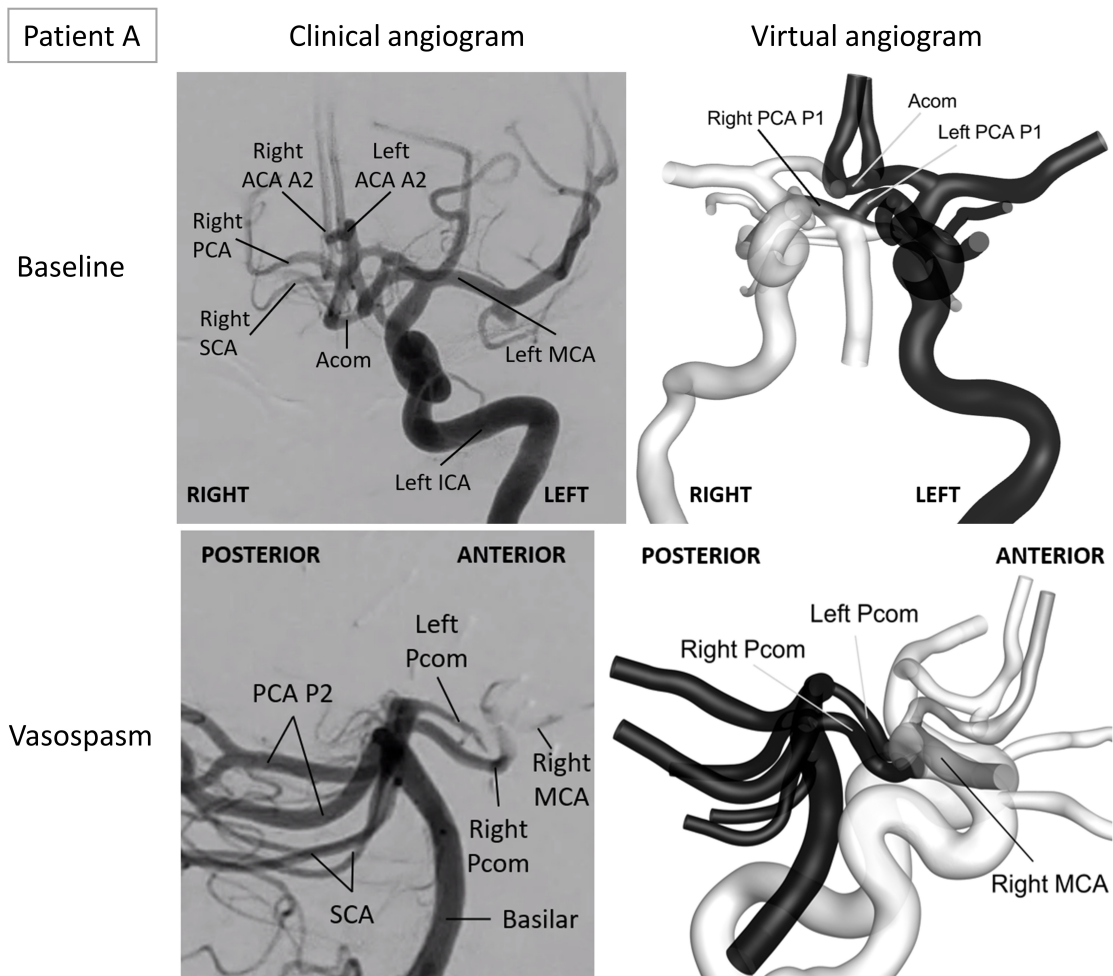 Patient A
Clinical angiogram
Virtual angiogram
Baseline
Right
ACA A2
Left
ACA A2
Right
PCA
Right
SCA
Acom
Left MCA
Left ICA
RIGHT
LEFT
Right PCA P1
Acom
Left PCA P1
RIGHT
LEFT
Vasospasm
POSTERIOR
ANTERIOR
Left
Pcom
PCA P2
Right
MCA
Right
Pcom
SCA
Basilar
POSTERIOR
ANTERIOR
Left Pcom
Right Pcom
Right MCA